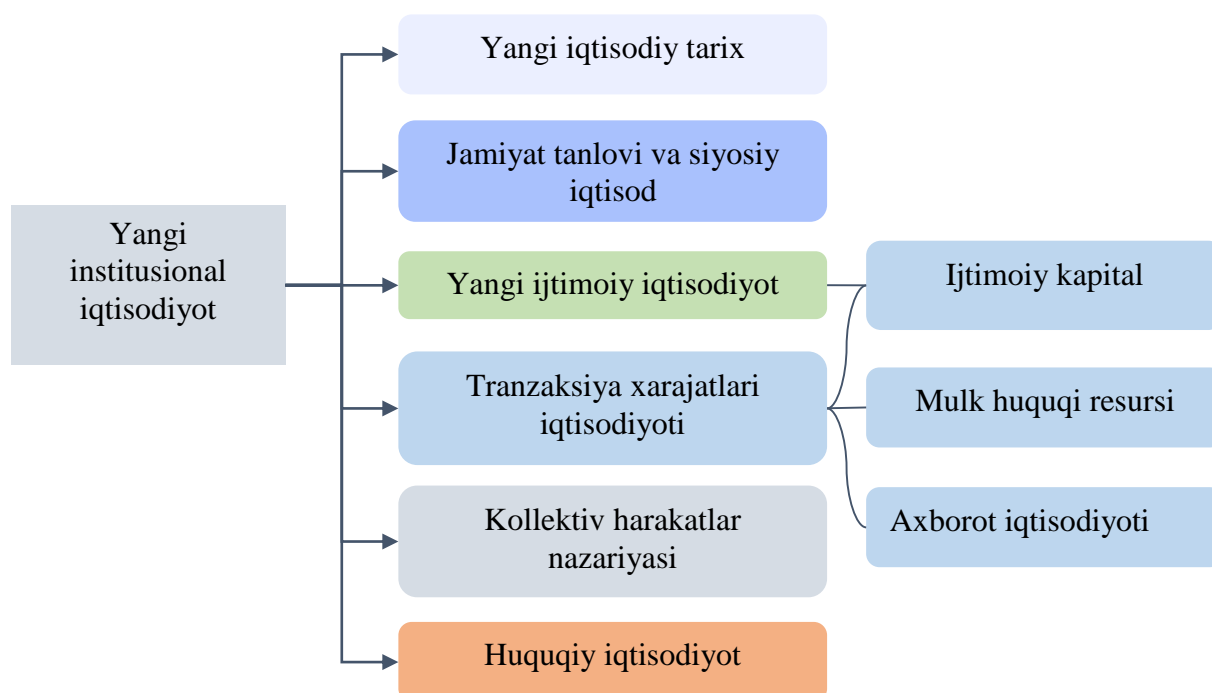 Yangi iqtisodiy tarix
Jamiyat tanlovi va siyosiy
iqtisod
Yangi
institusional
iqtisodiyot
Yangi ijtimoiy iqtisodiyot
Ijtimoiy kapital
Tranzaksiya xarajatlari
iqtisodiyoti
Mulk huquqi resursi
Kollektiv harakatlar
nazariyasi
Axborot iqtisodiyoti
Huquqiy iqtisodiyot